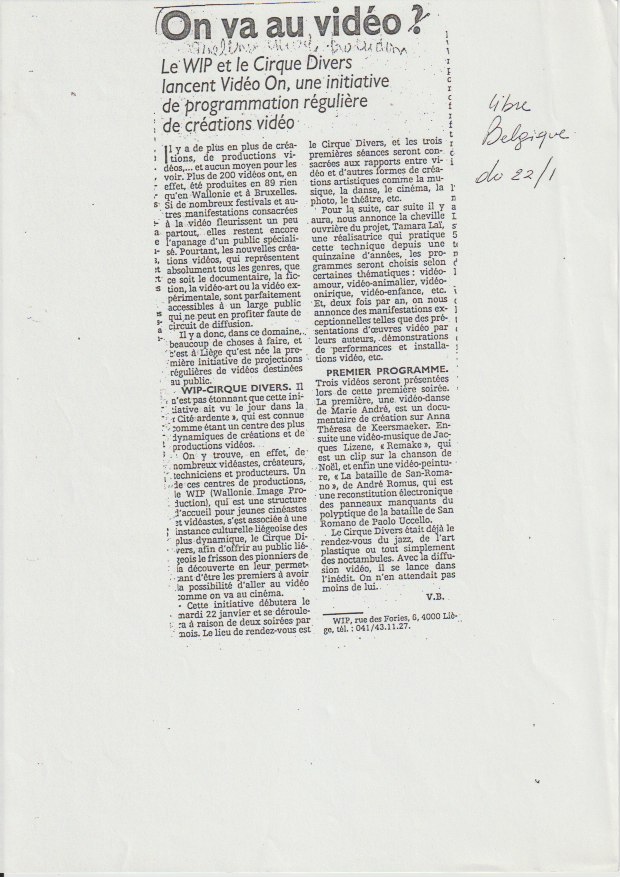 On va au vidéo ?
Le WIP et le Cirque Divers
lancent Vidéo On, une initiative
de programmation régulière
de créations vidéo
Il y a de plus en plus de créa-
tions, de productions vi-
déos,... et aucun moyen pour les
voir. Plus de 200 vidéos ont, en
effet, été produites en 89 rien
qu'en Wallonie et à Bruxelles.
Si de nombreux festivals et au-
tres manifestations consacrées
à la vidéo fleurissent un peu
partout, elles restent encore
l'apanage d'un public spéciali-
sé. Pourtant, les nouvelles créa-
tions vidéos, qui représentent
absolument tous les genres, que
ce soit le documentaire, la fic-
tion, la vidéo-art ou la vidéo ex-
périmentale, sont parfaitement
accessibles à un large public
qui ne peut en profiter faute de
circuit de diffusion.
Il y a donc, dans ce domaine,
beaucoup de choses à faire, et
c'est à Liège qu'est née la pre-
mière initiative de projections
régulières de vidéos destinées
au public.
WIP-CIRQUE DIVERS. Il
n'est pas étonnant que cette ini-
tiative ait vu le jour dans la
« Cité ardente », qui est connue
comme étant un centre des plus
dynamiques de créations et de
productions vidéos.
On y trouve, en effet, de
nombreux vidéastes, créateurs,
techniciens et producteurs. Un
de ces centres de productions,
le WIP (Wallonie Image Pro-
duction), qui est une structure
d'accueil pour jeunes cinéastes
et vidéastes, s'est associée à une
instance culturelle liégeoise des
plus dynamique, le Cirque Di-
vers, afin d'offrir au public lié-
geois le frisson des pionniers de
la découverte en leur permet-
tant d'être les premiers à avoir
la possibilité d'aller au vidéo
comme on va au cinéma.
Cette initiative débutera le
mardi 22 janvier et se déroule-
ra à raison de deux soirées par
mois. Le lieu de rendez-vous est
le Cirque Divers, et les trois
premières séances seront con-
sacrées aux rapports entre vi-
déo et d'autres formes de créa-
tions artistiques comme la mu-
sique, la danse, le cinéma, la
photo, le théâtre, etc.
Pour la suite, car suite il y
aura, nous annonce la cheville
ouvrière du projet, Tamara Laï,
une réalisatrice qui pratique
cette technique depuis une
quinzaine d'années, les pro-
grammes seront choisis selon
certaines thématiques : vidéo-
amour, vidéo-animalier, vidéo-
onirique, vidéo-enfance, etc.
Et, deux fois par an, on nous
annonce des manifestations ex-
ceptionnelles telles que des pré-
sentations d'œuvres vidéo par
leurs auteurs, démonstrations
de performances et installa-
tions vidéo, etc.
PREMIER PROGRAMME.
Trois vidéos seront présentées
lors de cette première soirée.
La première, une vidéo-danse
de Marie André, est un docu-
mentaire de création sur Anna
Théresa de Keersmaeker. En-
suite une vidéo-musique de Jac-
ques Lizene, « Remake », qui
est un clip sur la chanson de
Noël, et enfin une vidéo-peintu-
re, « La bataille de San-Roma-
no », de André Romus, qui est
une reconstitution électronique
des panneaux manquants du
polyptique de la bataille de San
Romano de Paolo Uccello.
Le Cirque Divers était déjà le
rendez-vous du jazz, de l'art
plastique ou tout simplement
des noctambules. Avec la diffu-
sion vidéo, il se lance dans
l'inédit. On n'en attendait pas
moins de lui.
V.B.
WIP, rue des Fories, 6, 4000 Liè-
ge, tél. : 041/43.11.27.
libre
Belgique
du 22/1